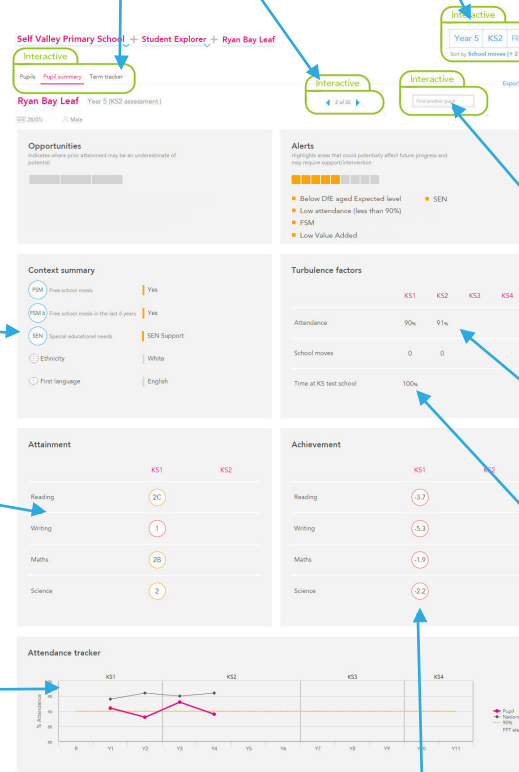 Interactive
Year 5 KS2
Sort by School moves (+ 2
Self Valley Primary School + Student Explorer + Ryan Bay Leaf
Interactive
Pupils Pupil summary Term tracker
Interactive
2 of 30
Interactive
Find another pupil
Export
Ryan Bay Leaf Year 5 (KS2 assessment)
Male
Opportunities
Indicates where prior attainment may be an underestimate of
potential
Alerts
Highlights areas that could potentially effect future progress and
may require support/intervention
Below DfE aged Expected level
SEN
Low attendance (less than 90%)
FSM
Low Value Added
Context summary
FSM Free school meals Yes
FSM 6 Free school meals in the last 6 years Yes
SEN Special educational needs SEN Support
Ethnicity White
First language English
Turbulence factors
KS1 KS2 KS3 KS4
Attendance 90% 91%
School moves 0 0
Time at KS test school 100%
Attainment
KS1 KS2
Reading 2C
Writing 1
Maths 2B
Science 2
Achievement
KS1 KS2
Reading -3.7
Writing -5.3
Maths -1.9
Science -2.2
Attendance tracker
KS1 KS2 KS3 KS4
% Attendance
R Y1 Y2 Y3 Y4 Y5 Y6 Y7 Y8 Y9 Y10 Y11
Pupil
Nationa
90%